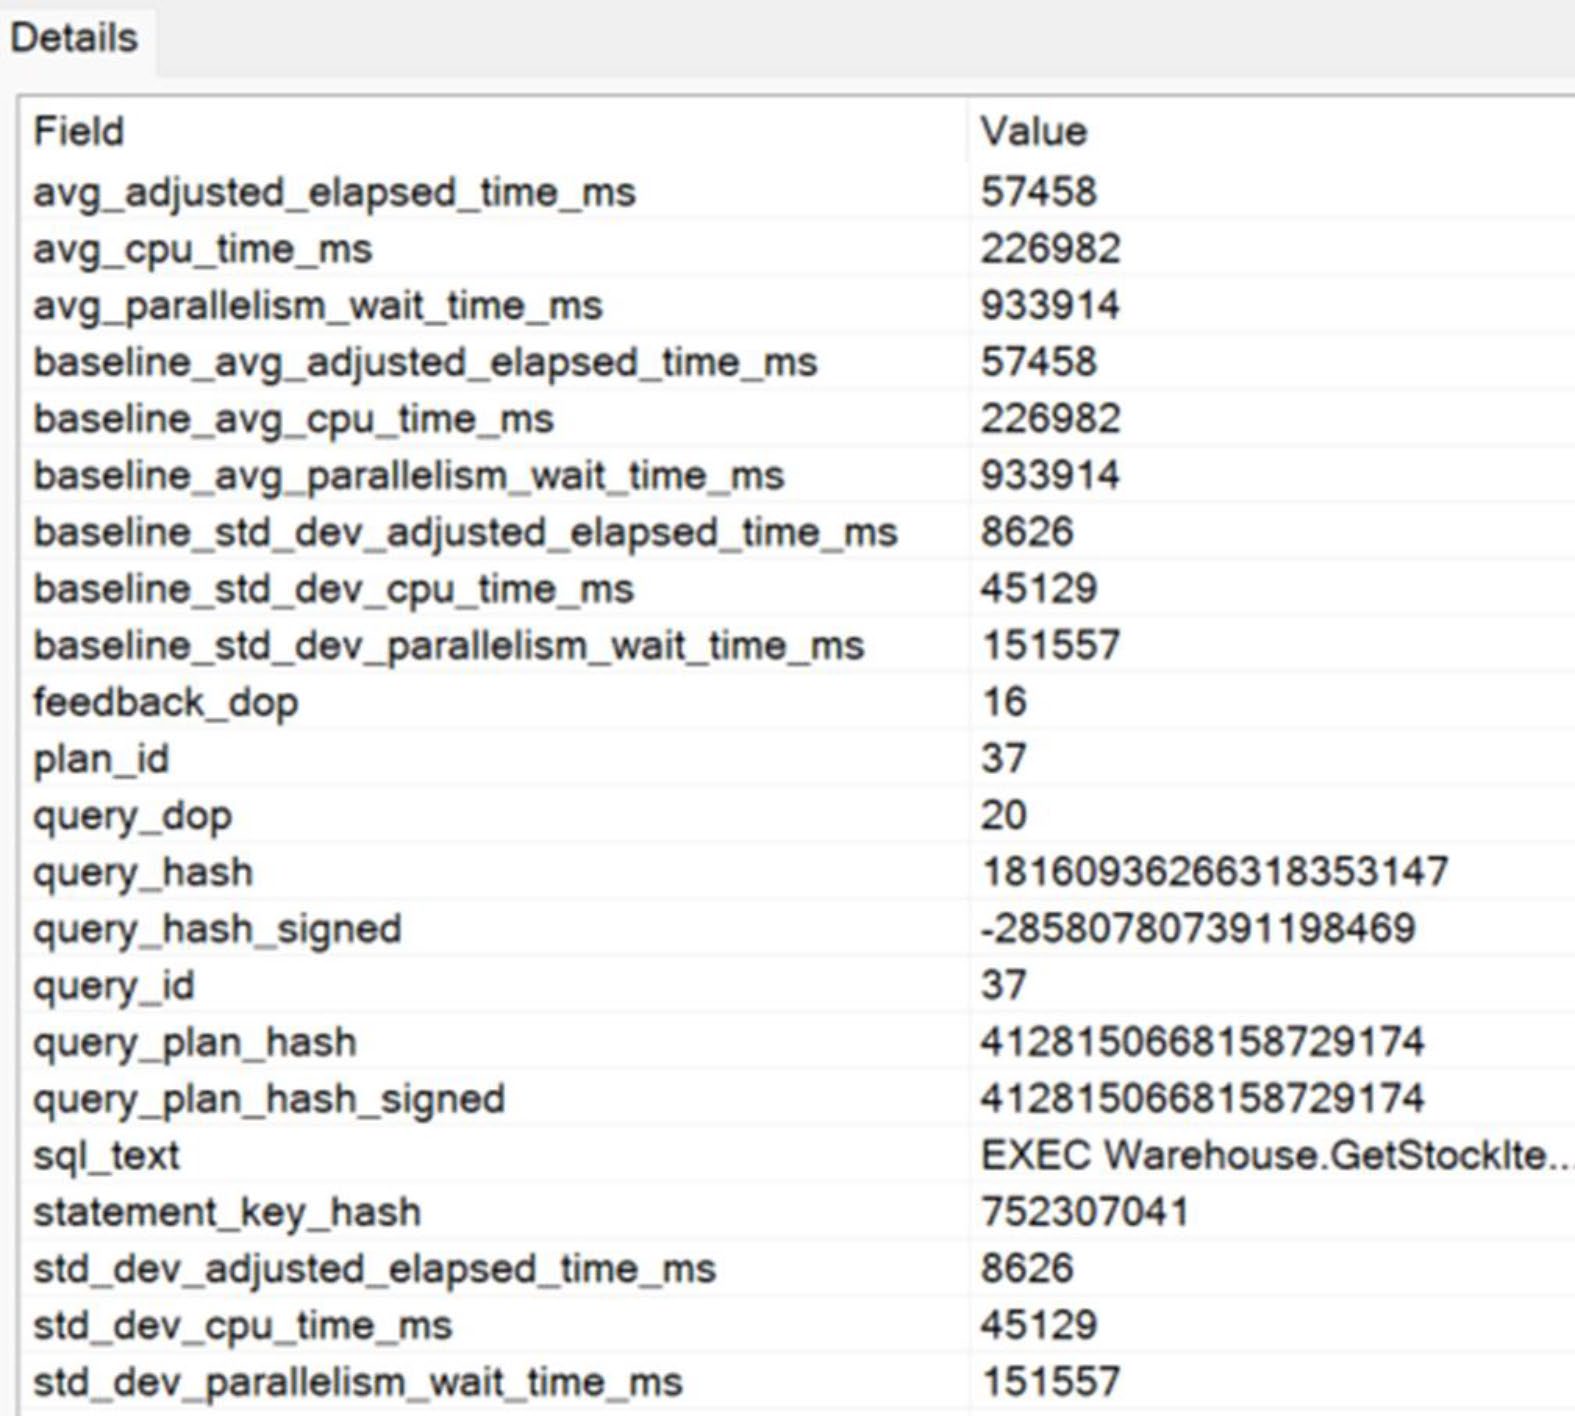 Details
Field Value
avg_adjusted_elapsed_time_ms 57458
avg_cpu_time_ms 226982
avg_parallelism_wait_time_ms 933914
baseline_avg_adjusted_elapsed_time_ms 57458
baseline_avg_cpu_time_ms 226982
baseline_avg_parallelism_wait_time_ms 933914
baseline_std_dev_adjusted_elapsed_time_ms 8626
baseline_std_dev_cpu_time_ms 45129
baseline_std_dev_parallelism_wait_time_ms 151557
feedback_dop 16
plan_id 37
query_dop 20
query_hash 18160936266318353147
query_hash_signed -285807807391198469
query_id 37
query_plan_hash 4128150668158729174
query_plan_hash_signed 4128150668158729174
sql_text EXEC Warehouse.GetStockIte...
statement_key_hash 752307041
std_dev_adjusted_elapsed_time_ms 8626
std_dev_cpu_time_ms 45129
std_dev_parallelism_wait_time_ms 151557